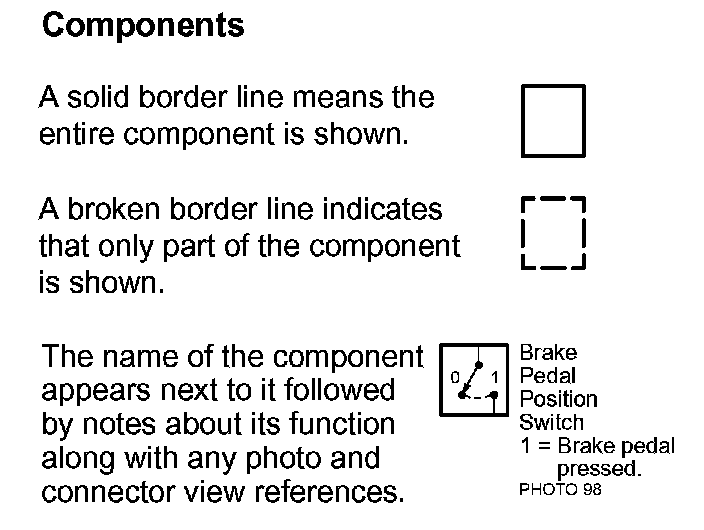 Components
A solid border line means the
entire component is shown.
A broken border line indicates
that only part of the component
is shown.
The name of the component
appears next to it followed
by notes about its function
along with any photo and
connector view references.
0 1
Brake
Pedal
Position
Switch
1 = Brake pedal
pressed.
PHOTO 98